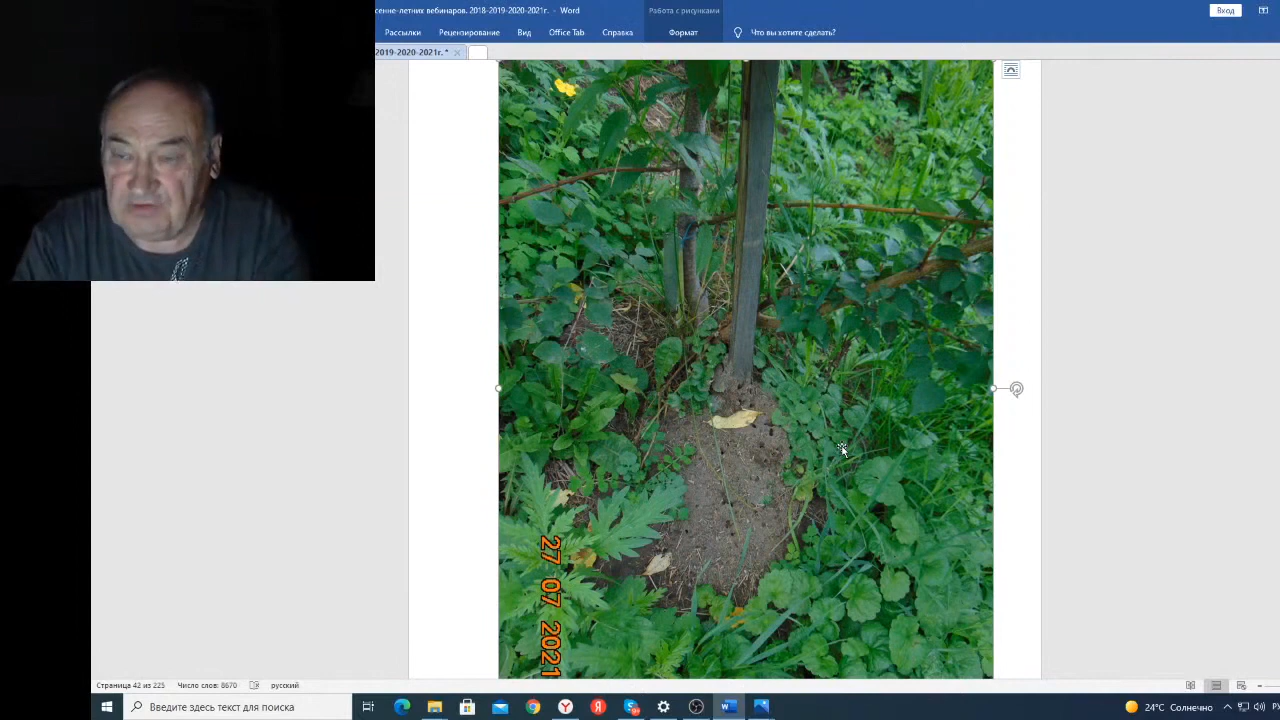 сенне-летних вебинаров. 2018-2019-2020-2021г. - Word
Работа с рисунками
Вход
Рассылки
Рецензирование
Вид
Office Tab
Справка
Формат
Что вы хотите сделать?
2019-2020-2021г. *
27 07 2021
Страница 42 из 225
Число слов: 8670
русский
Введите здесь текст для поиска
24°C Солнечно